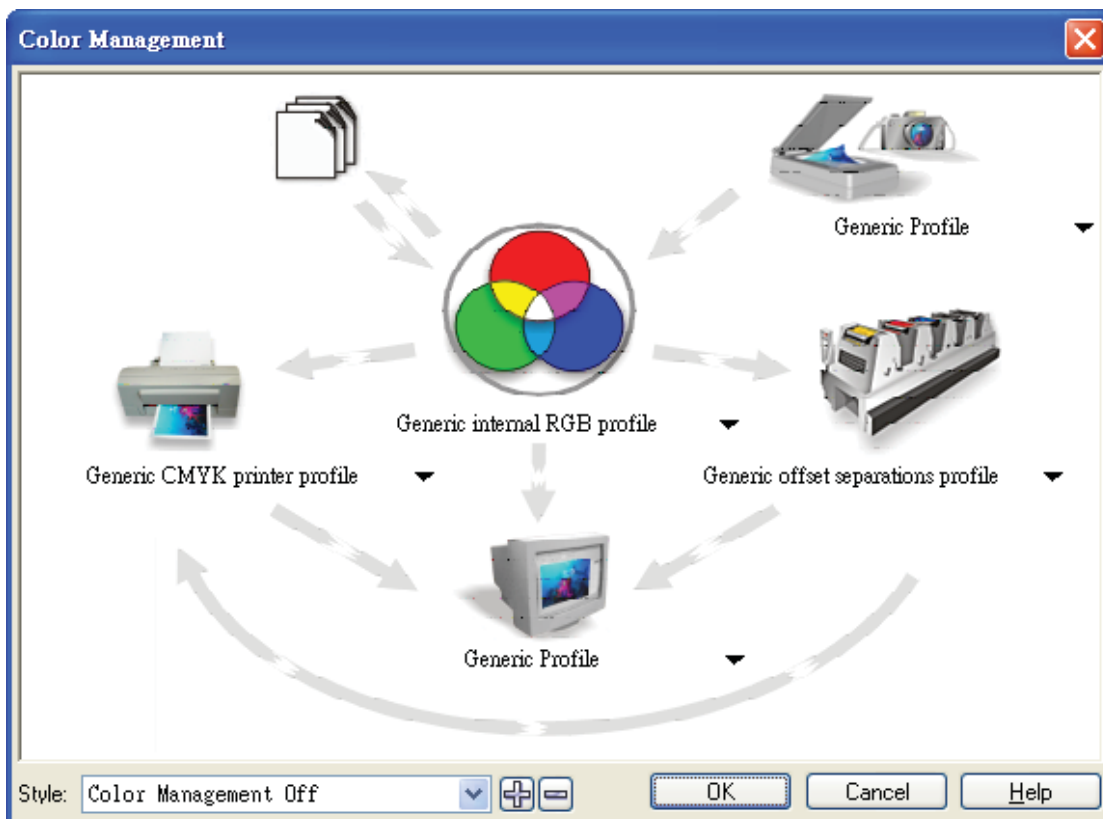 Color Management
Generic Profile
Generic internal RGB profile
Generic CMYK printer profile
Generic offset separations profile
Generic Profile
Style: Color Management Off
OK
Cancel
Help